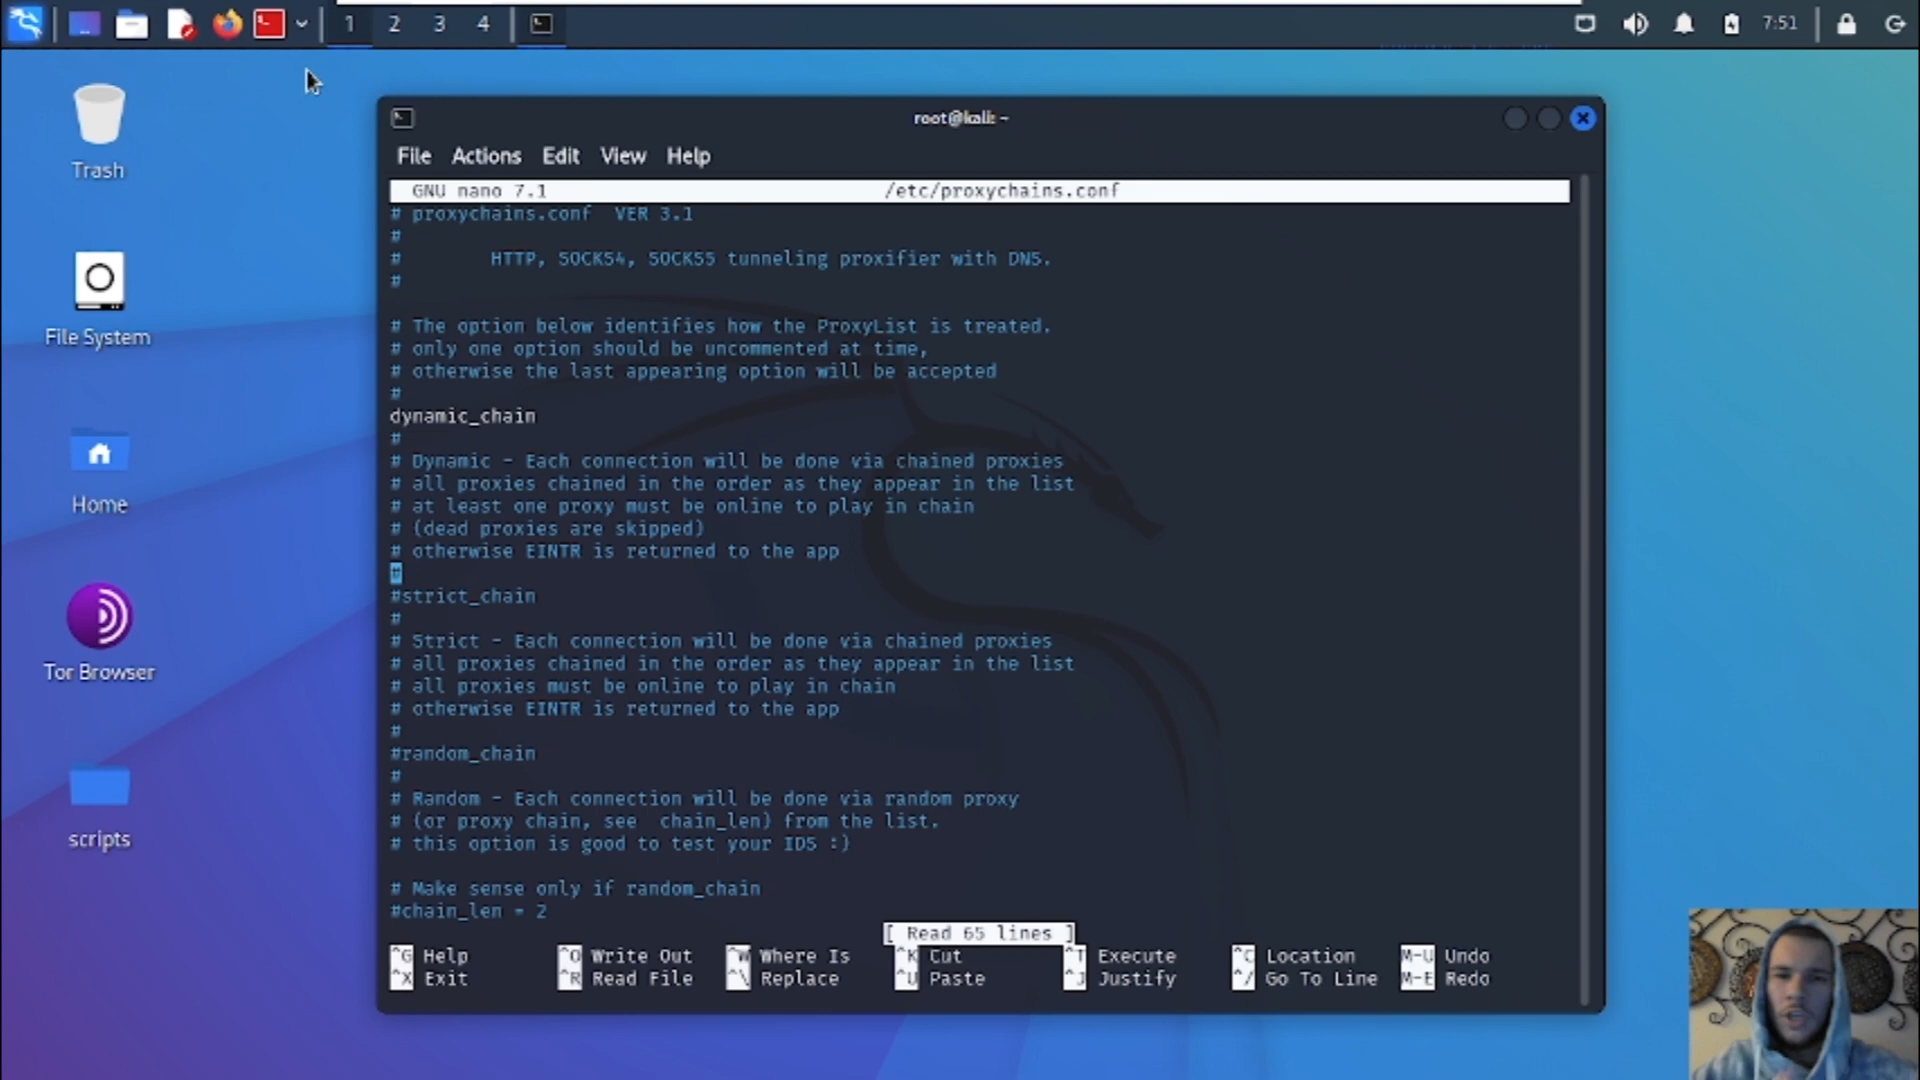 1 2 3 4
7:51
Trash
File System
Home
Tor Browser
scripts
root@kali: ~
File Actions Edit View Help
GNU nano 7.1 /etc/proxychains.conf
# proxychains.conf VER 3.1
#
# HTTP, SOCKS4, SOCKS5 tunneling proxifier with DNS.
#
# The option below identifies how the ProxyList is treated.
# only one option should be uncommented at time,
# otherwise the last appearing option will be accepted
#
dynamic_chain
#
# Dynamic - Each connection will be done via chained proxies
# all proxies chained in the order as they appear in the list
# at least one proxy must be online to play in chain
# (dead proxies are skipped)
# otherwise EINTR is returned to the app
#
#strict_chain
#
# Strict - Each connection will be done via chained proxies
# all proxies chained in the order as they appear in the list
# all proxies must be online to play in chain
# otherwise EINTR is returned to the app
#
#random_chain
#
# Random - Each connection will be done via random proxy
# (or proxy chain, see chain_len) from the list.
# this option is good to test your IDS :)
# Make sense only if random_chain
#chain_len = 2
[ Read 65 lines ]
^G Help ^O Write Out ^W Where Is ^K Cut ^T Execute ^C Location M-U Undo
^X Exit ^R Read File ^\ Replace ^U Paste ^J Justify ^/ Go To Line M-E Redo